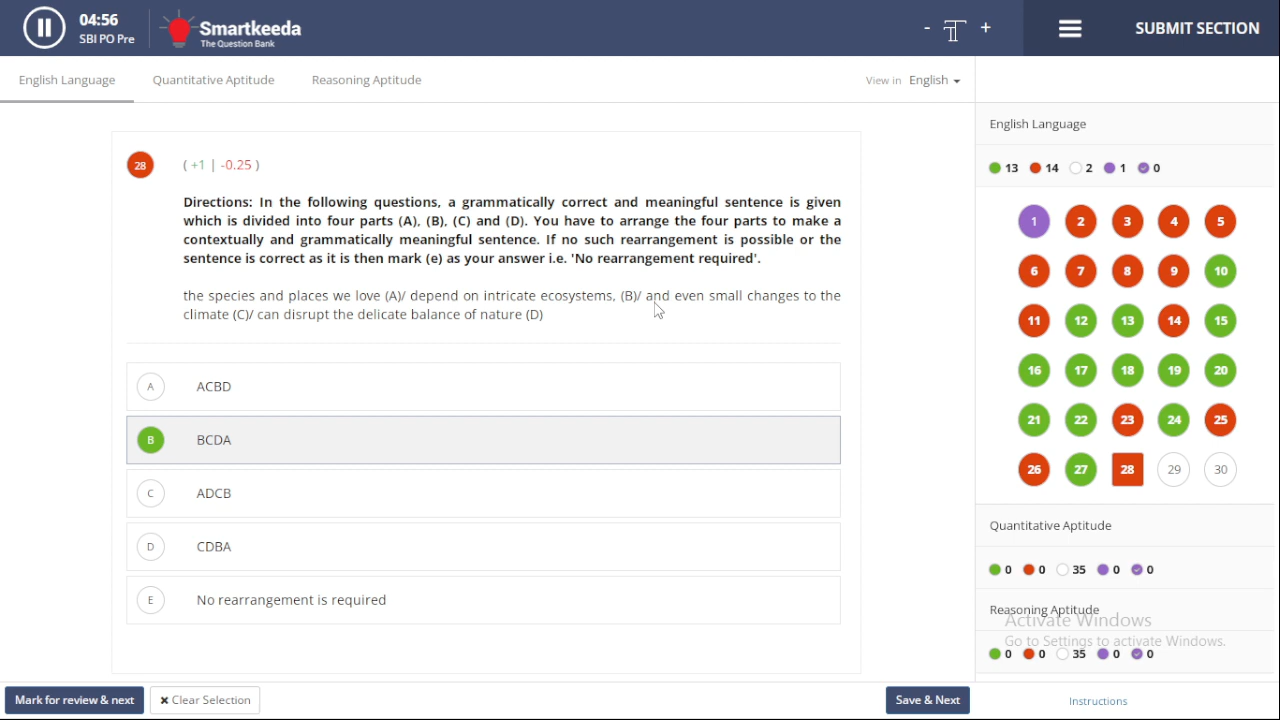 04:56
SBI PO Pre
Smartkeeda
The Question Bank
- T +
SUBMIT SECTION
English Language
Quantitative Aptitude
Reasoning Aptitude
View in English
28
( +1 | -0.25 )
Directions: In the following questions, a grammatically correct and meaningful sentence is given
which is divided into four parts (A), (B), (C) and (D). You have to arrange the four parts to make a
contextually and grammatically meaningful sentence. If no such rearrangement is possible or the
sentence is correct as it is then mark (e) as your answer i.e. 'No rearrangement required'.
the species and places we love (A)/ depend on intricate ecosystems, (B)/ and even small changes to the
climate (C)/ can disrupt the delicate balance of nature (D)
A ACBD
B BCDA
C ADCB
D CDBA
E No rearrangement is required
Mark for review & next
Clear Selection
Save & Next
English Language
13 14 2 1 0
1 2 3 4 5
6 7 8 9 10
11 12 13 14 15
16 17 18 19 20
21 22 23 24 25
26 27 28 29 30
Quantitative Aptitude
0 0 35 0 0
Reasoning Aptitude
Activate Windows
Go to Settings to activate Windows.
0 0 35 0 0
Instructions